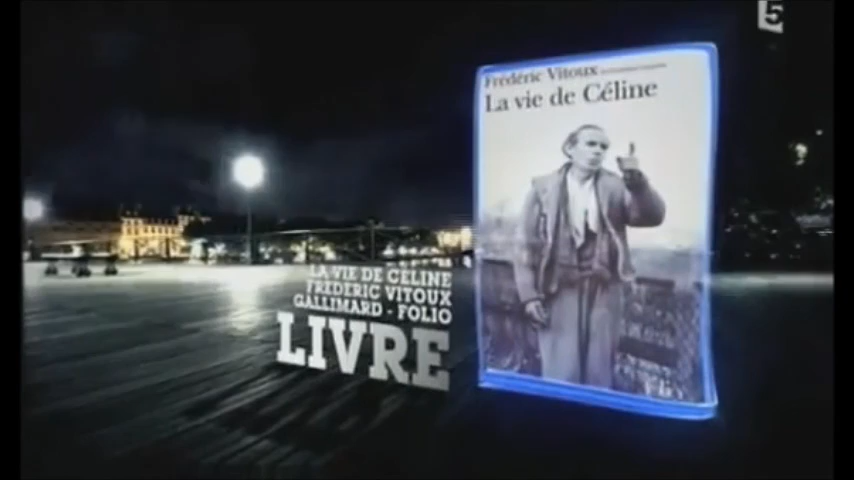 5
Frédéric Vitoux
La vie de Céline
LA VIE DE CÉLINE
FRÉDÉRIC VITOUX
GALLIMARD - FOLIO
LIVRE